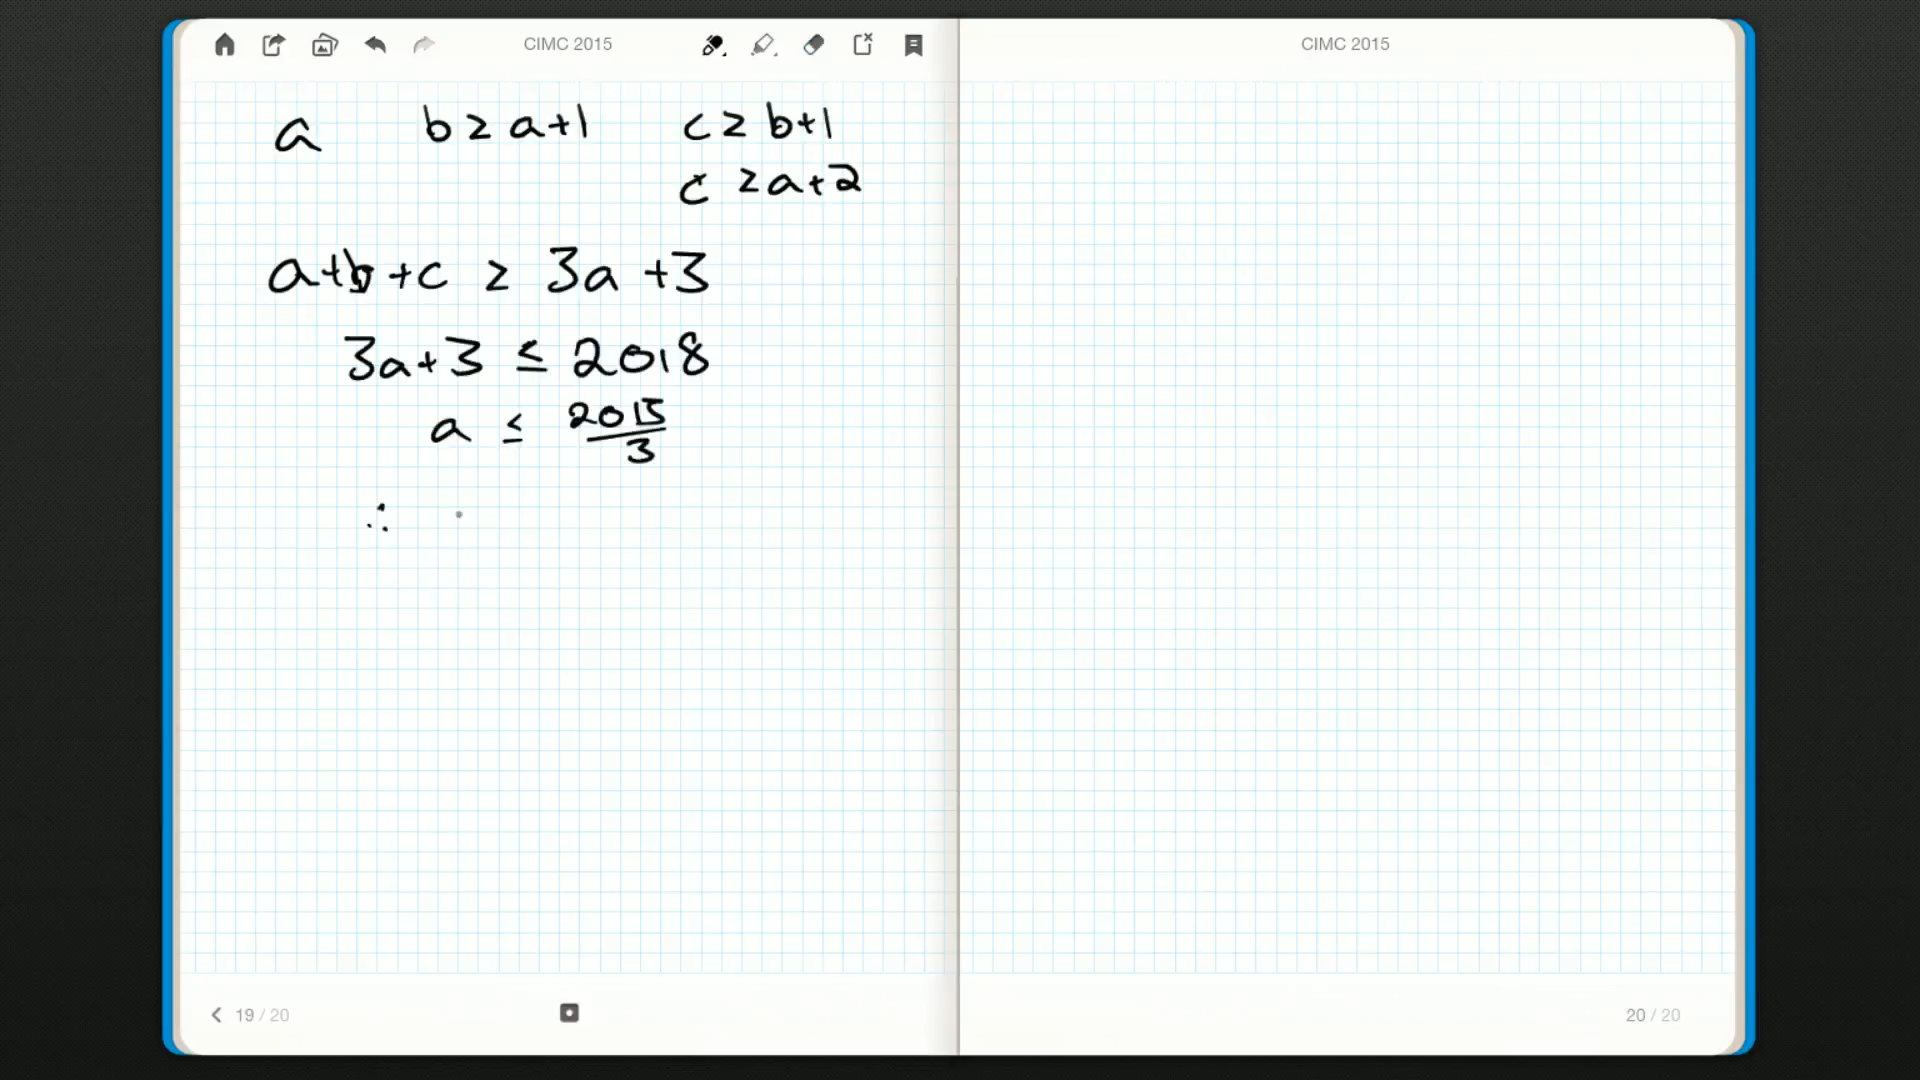 CIMC 2015
a b ≥ a+1 c ≥ b+1
c ≥ a+2
a+b+c ≥ 3a+3
3a+3 ≤ 2018
a ≤ 2015/3
∴
19 / 20
CIMC 2015
20 / 20